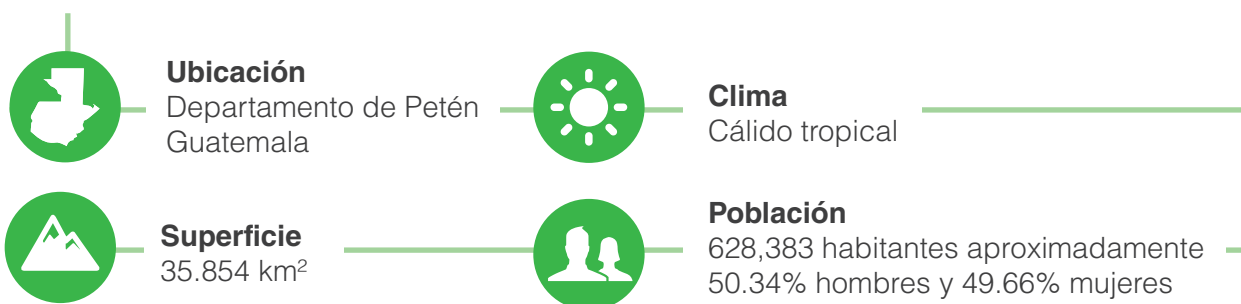 Ubicación
Departamento de Petén
Guatemala
Clima
Cálido tropical
Superficie
35.854 km²
Población
628,383 habitantes aproximadamente
50.34% hombres y 49.66% mujeres